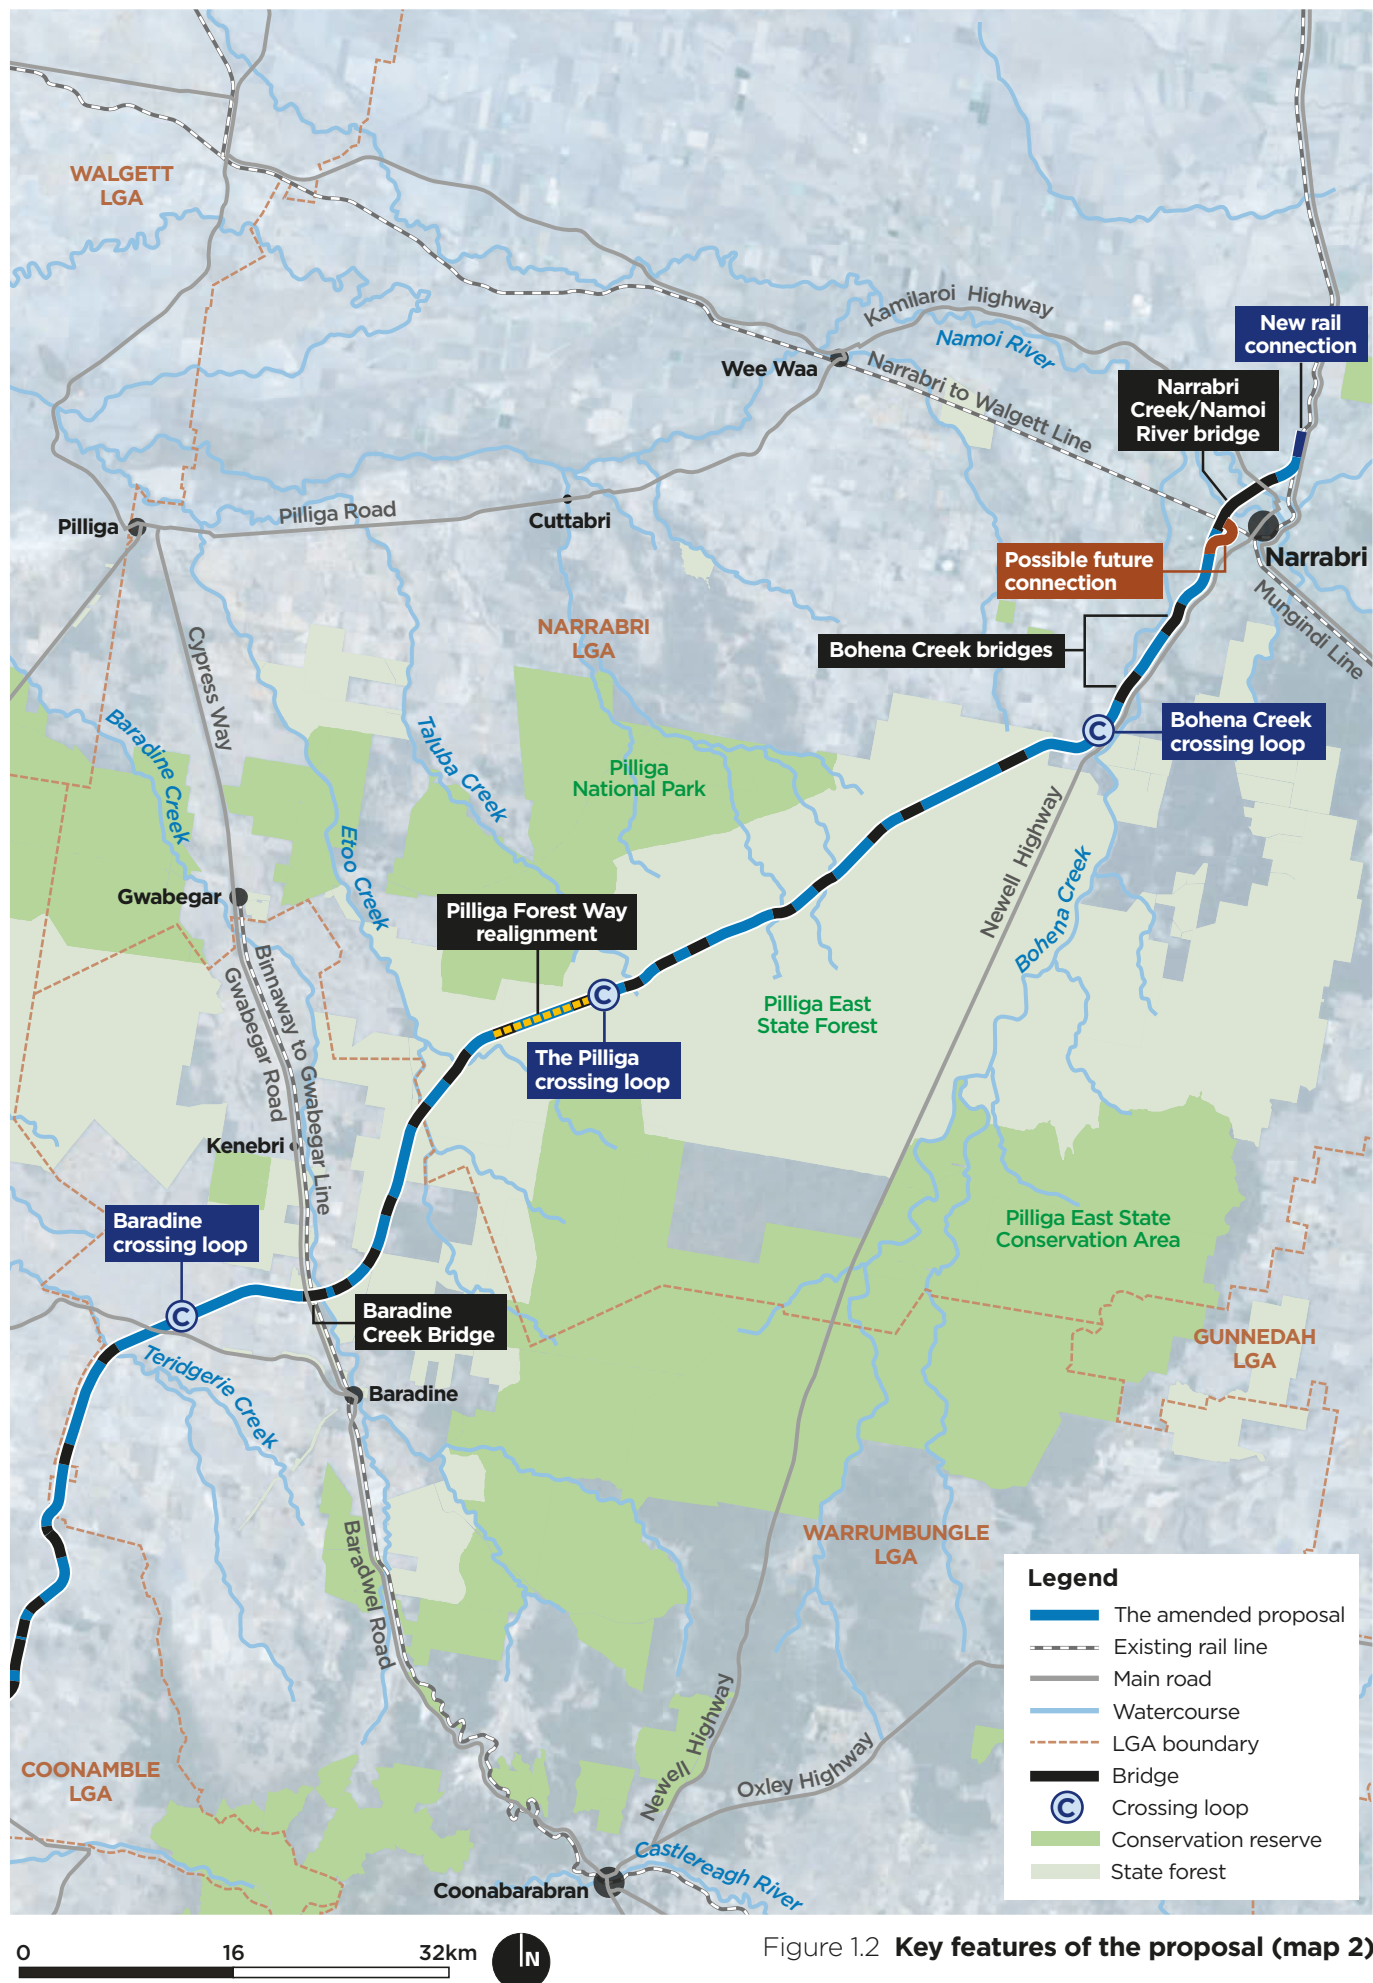 WALGETT
LGA
Kamilaroi Highway
Namoi River
New rail
connection
Wee Waa
Narrabri to Walgett Line
Narrabri
Creek/Namoi
River bridge
Pilliga
Pilliga Road
Cuttabri
Narrabri
Possible future
connection
Mungindi Line
NARRABRI
LGA
Bohena Creek bridges
Cypress Way
Baradine Creek
Taluba Creek
Bohena Creek
crossing loop
C
Pilliga
National Park
Etoo Creek
Newell Highway
Bohena Creek
Gwabegar
Pilliga Forest Way
realignment
Binnaway to Gwabegar Line
Gwabegar Road
C
Pilliga East
State Forest
The Pilliga
crossing loop
Kenebri
Baradine
crossing loop
Pilliga East State
Conservation Area
C
Baradine
Creek Bridge
GUNNEDAH
LGA
Teridgerie Creek
Baradine
Baradwel Road
WARRUMBUNGLE
LGA
Legend
The amended proposal
Existing rail line
Main road
Watercourse
LGA boundary
Bridge
C
Crossing loop
Conservation reserve
State forest
COONAMBLE
LGA
Newell Highway
Oxley Highway
Castlereagh River
Coonabarabran
0 16 32km
N
Figure 1.2 Key features of the proposal (map 2)